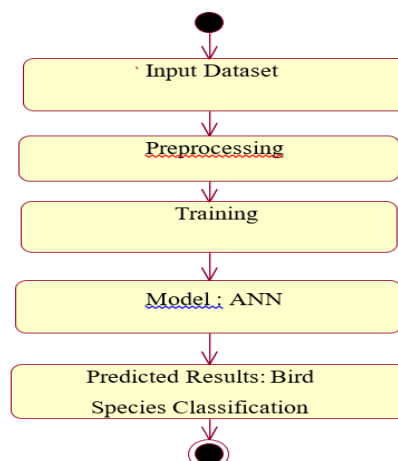 Input Dataset
Preprocessing
Training
Model : ANN
Predicted Results: Bird
Species Classification